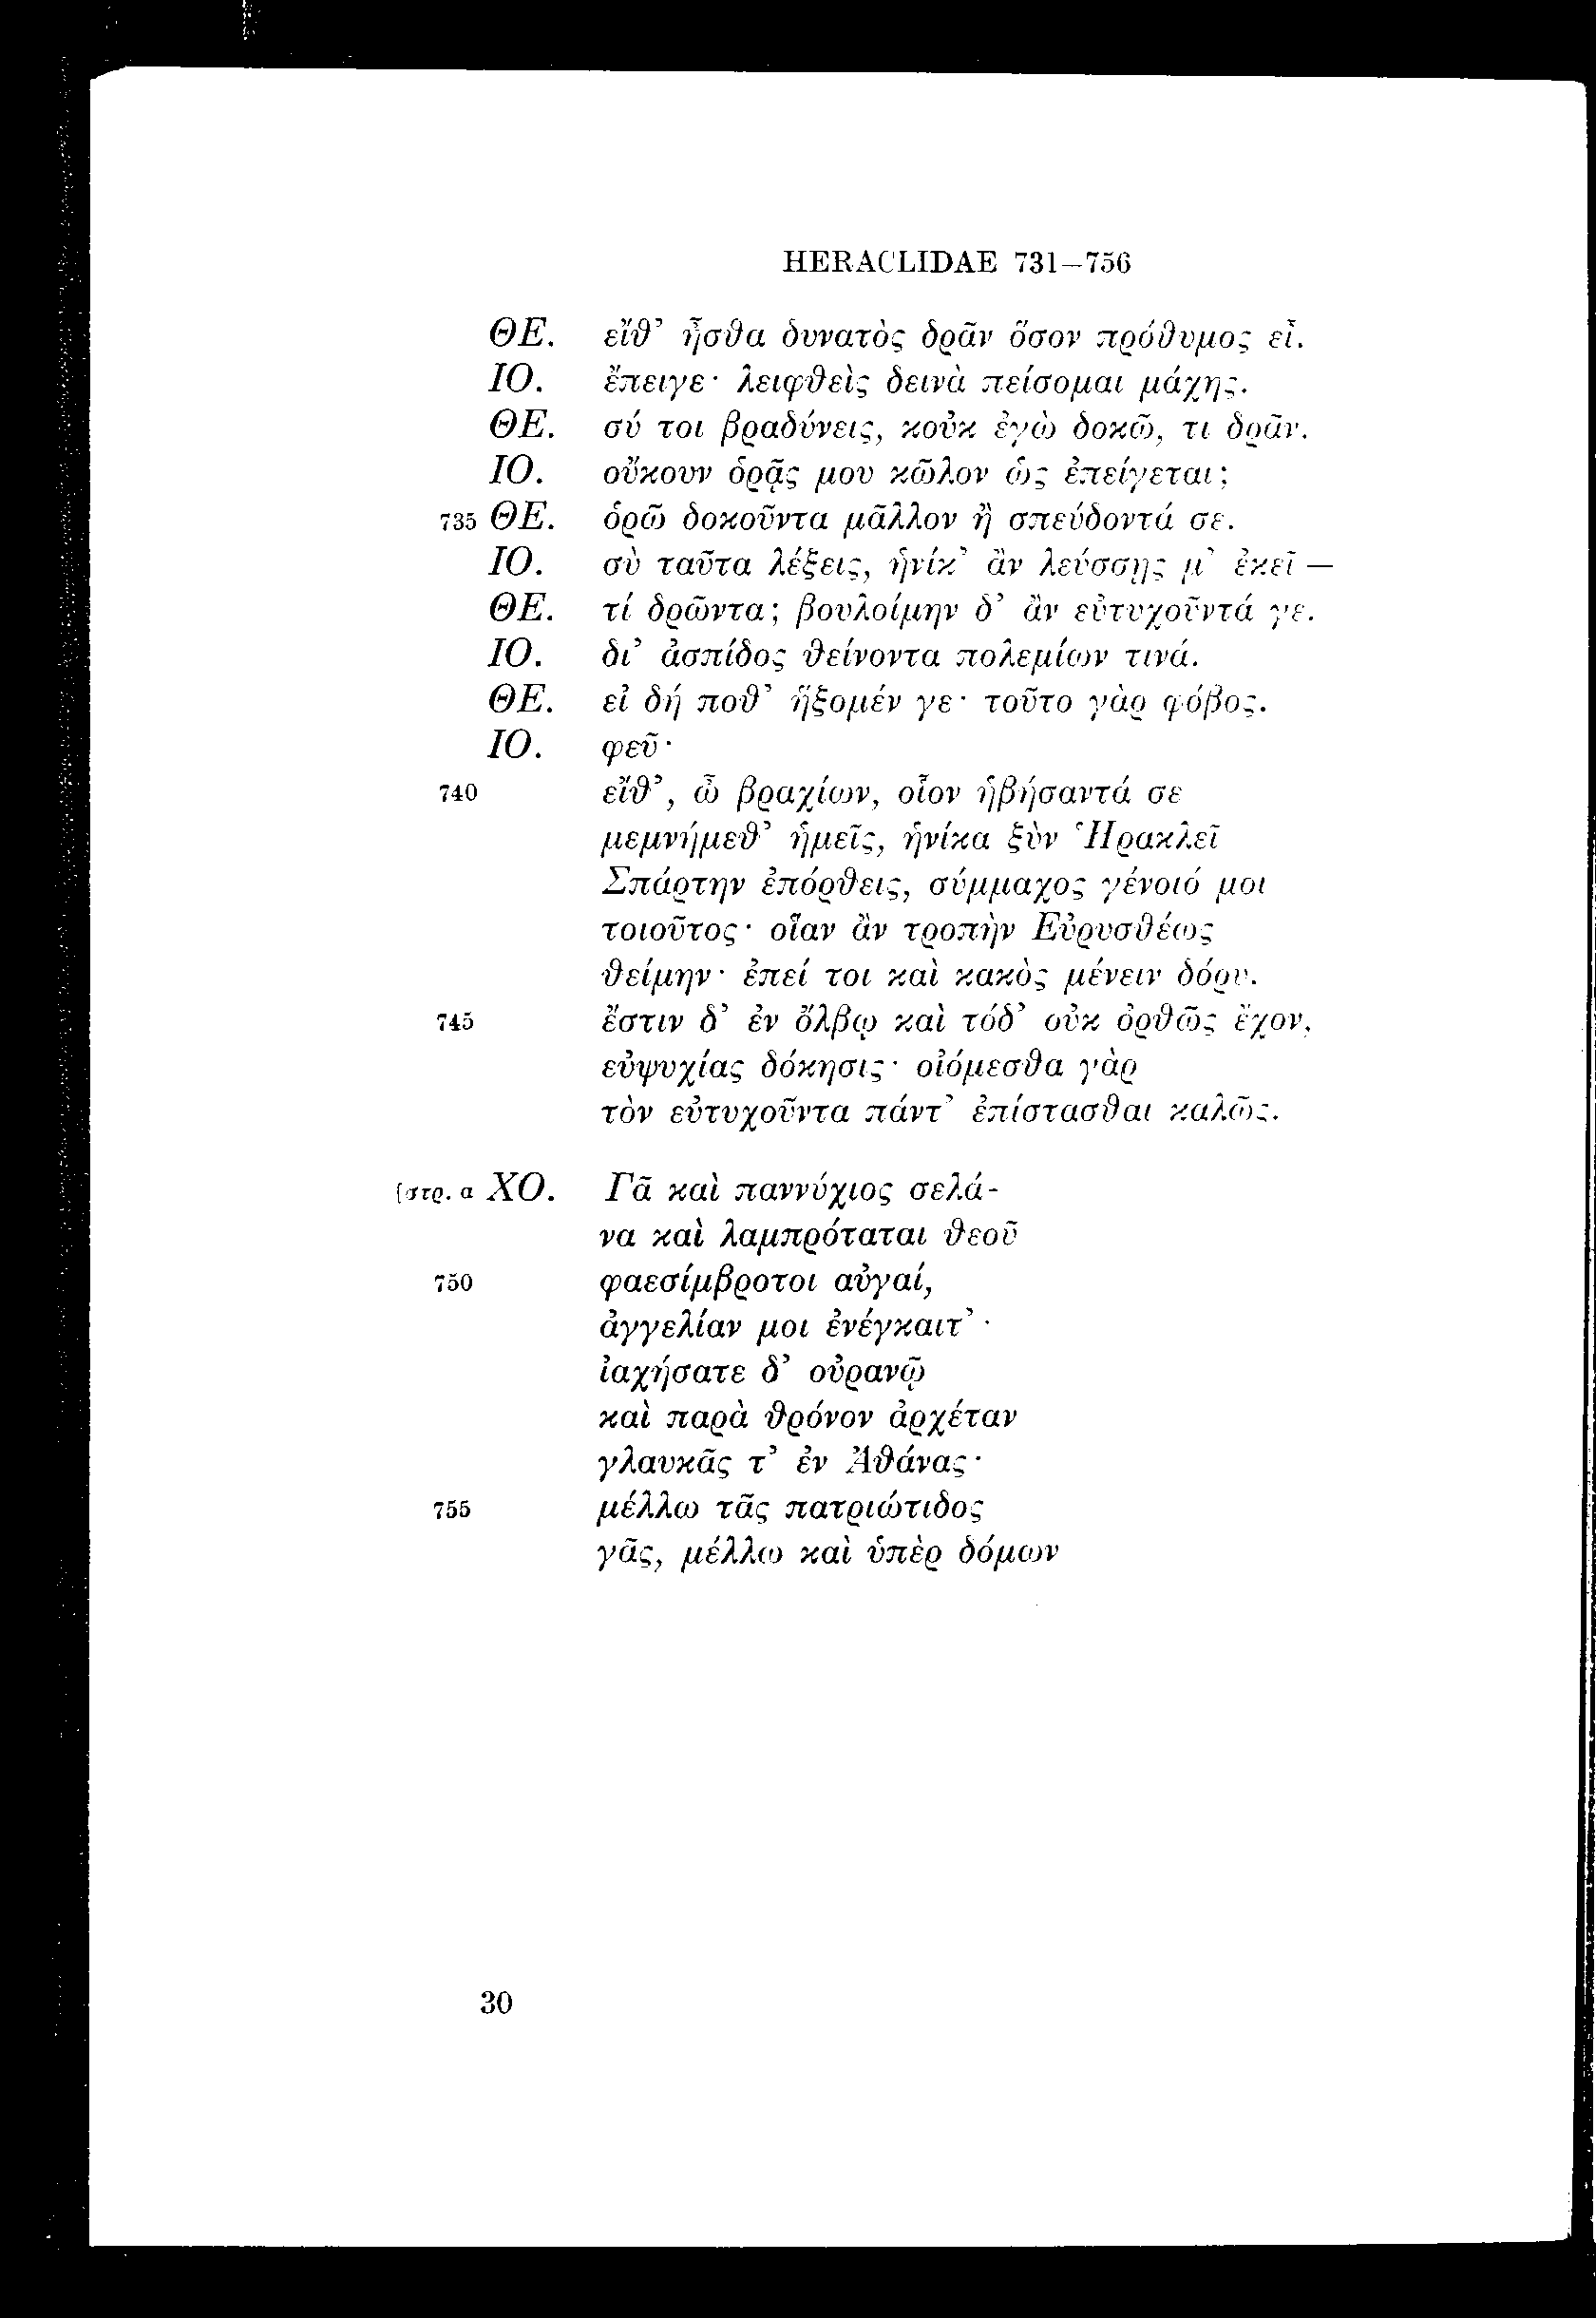 HERACLIDAE 731–756
ΘΕ. εἴθ’ ἦσθα δυνατὸς δρᾶν ὅσον πρόθυμος εἶ.
ΙΟ. ἔπειγε· λειφθεὶς δεινὰ πείσομαι μάχης.
ΘΕ. σύ τοι βραδύνεις, κοὐκ ἐγὼ δοκῶ, τι δρᾶν.
ΙΟ. οὔκουν ὁρᾷς μου κῶλον ὡς ἐπείγεται;
735 ΘΕ. ὁρῶ δοκοῦντα μᾶλλον ἢ σπεύδοντά σε.
ΙΟ. σὺ ταῦτα λέξεις, ἡνίκ’ ἂν λεύσσῃς μ’ ἐκεῖ —
ΘΕ. τί δρῶντα; βουλοίμην δ’ ἂν εὐτυχοῦντά γε.
ΙΟ. δι’ ἀσπίδος θείνοντα πολεμίων τινά.
ΘΕ. εἰ δή ποθ’ ἥξομέν γε· τοῦτο γὰρ φόβος.
ΙΟ. φεῦ·
740 εἴθ’, ὦ βραχίων, οἷον ἡβήσαντά σε
μεμνήμεθ’ ἡμεῖς, ἡνίκα ξὺν Ἡρακλεῖ
Σπάρτην ἐπόρθεις, σύμμαχος γένοιό μοι
τοιοῦτος· οἵαν ἂν τροπὴν Εὐρυσθέως
θείμην· ἐπεί τοι καὶ κακὸς μένειν δόρυ.
745 ἔστιν δ’ ἐν ὄλβῳ καὶ τόδ’ οὐκ ὀρθῶς ἔχον,
εὐψυχίας δόκησις· οἰόμεσθα γὰρ
τὸν εὐτυχοῦντα πάντ’ ἐπίστασθαι καλῶς.
[στρ. α ΧΟ. Γᾶ καὶ παννύχιος σελά-
να καὶ λαμπρόταται θεοῦ
750 φαεσίμβροτοι αὐγαί,
ἀγγελίαν μοι ἐνέγκαιτ’·
ἰαχήσατε δ’ οὐρανῷ
καὶ παρὰ θρόνον ἀρχέταν
γλαυκᾶς τ’ ἐν Ἀθάνας·
755 μέλλω τᾶς πατριώτιδος
γᾶς, μέλλω καὶ ὑπὲρ δόμων
30